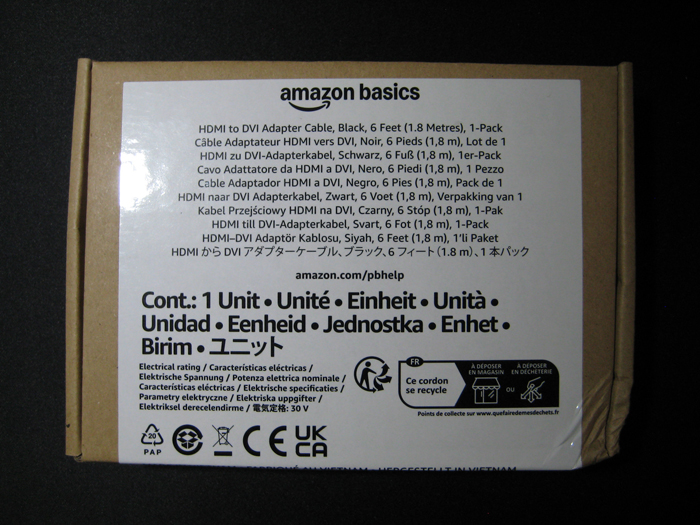 amazon basics
HDMI to DVI Adapter Cable, Black, 6 Feet (1.8 Metres), 1-Pack
Câble Adaptateur HDMI vers DVI, Noir, 6 Pieds (1,8 m), Lot de 1
HDMI zu DVI-Adapterkabel, Schwarz, 6 Fuß (1,8 m), 1er-Pack
Cavo Adattatore da HDMI a DVI, Nero, 6 Piedi (1,8 m), 1 Pezzo
Cable Adaptador HDMI a DVI, Negro, 6 Pies (1,8 m), Pack de 1
HDMI naar DVI Adapterkabel, Zwart, 6 Voet (1,8 m), Verpakking van 1
Kabel Przejściowy HDMI na DVI, Czarny, 6 Stóp (1,8 m), 1-Pak
HDMI till DVI-Adapterkabel, Svart, 6 Fot (1,8 m), 1-Pack
HDMI–DVI Adaptör Kablosu, Siyah, 6 Feet (1,8 m), 1'li Paket
HDMI から DVI アダプターケーブル、ブラック、6 フィート（1.8 m）、1 本パック
amazon.com/pbhelp
Cont.: 1 Unit • Unité • Einheit • Unità •
Unidad • Eenheid • Jednostka • Enhet •
Birim • ユニット
Electrical rating / Caractéristiques électriques /
Elektrische Spannung / Potenza elettrica nominale /
Características eléctricas / Elektrische specificaties /
Parametry elektryczne / Elektriska uppgifter /
Elektriksel derecelendirme / 電気定格: 30 V
FR
Ce cordon
se recycle
À DÉPOSER
EN MAGASIN
OU
À DÉPOSER
EN DÉCHÈTERIE
Points de collecte sur www.quefairedemesdechets.fr
20
PAP
CE
UK
CA
FABRIQUÉ AU VIETNAM • HERGESTELLT IN VIETNAM